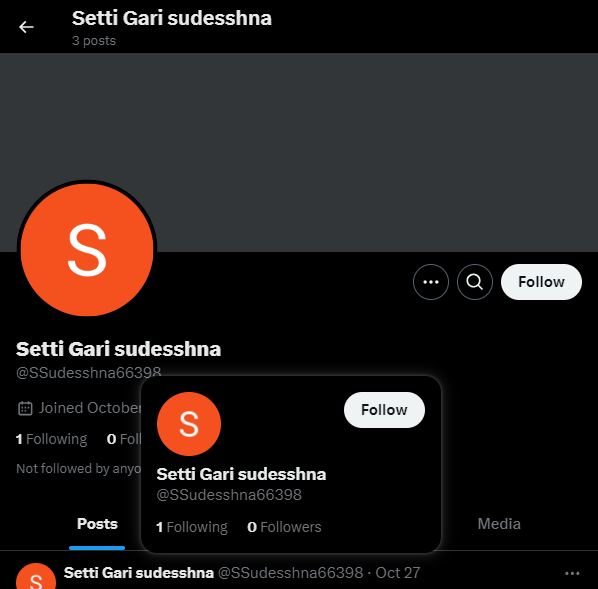 Setti Gari sudesshna
3 posts
S
Follow
Setti Gari sudesshna
@SSudesshna66398
Joined October
1 Following 0 Foll
Not followed by anyo
S
Follow
Setti Gari sudesshna
@SSudesshna66398
1 Following 0 Followers
Posts
Media
S
Setti Gari sudesshna @SSudesshna66398 · Oct 27